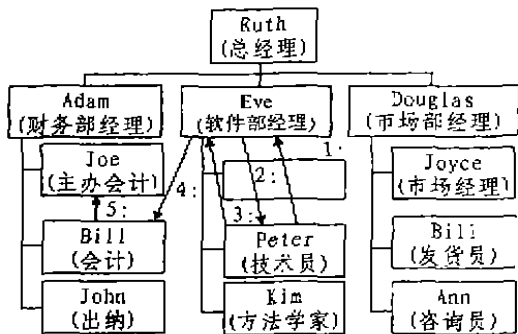 Ruth
(总经理)
Adam
(财务部经理)
Eve
(软件部经理)
Douglas
(市场部经理)
1:
Joe
(主办会计)
2:
Joyce
(市场经理)
4:
5:
3:
Bill
(会计)
Peter
(技术员)
Bill
(发货员)
John
(出纳)
Kim
(方法学家)
Ann
(咨询员)